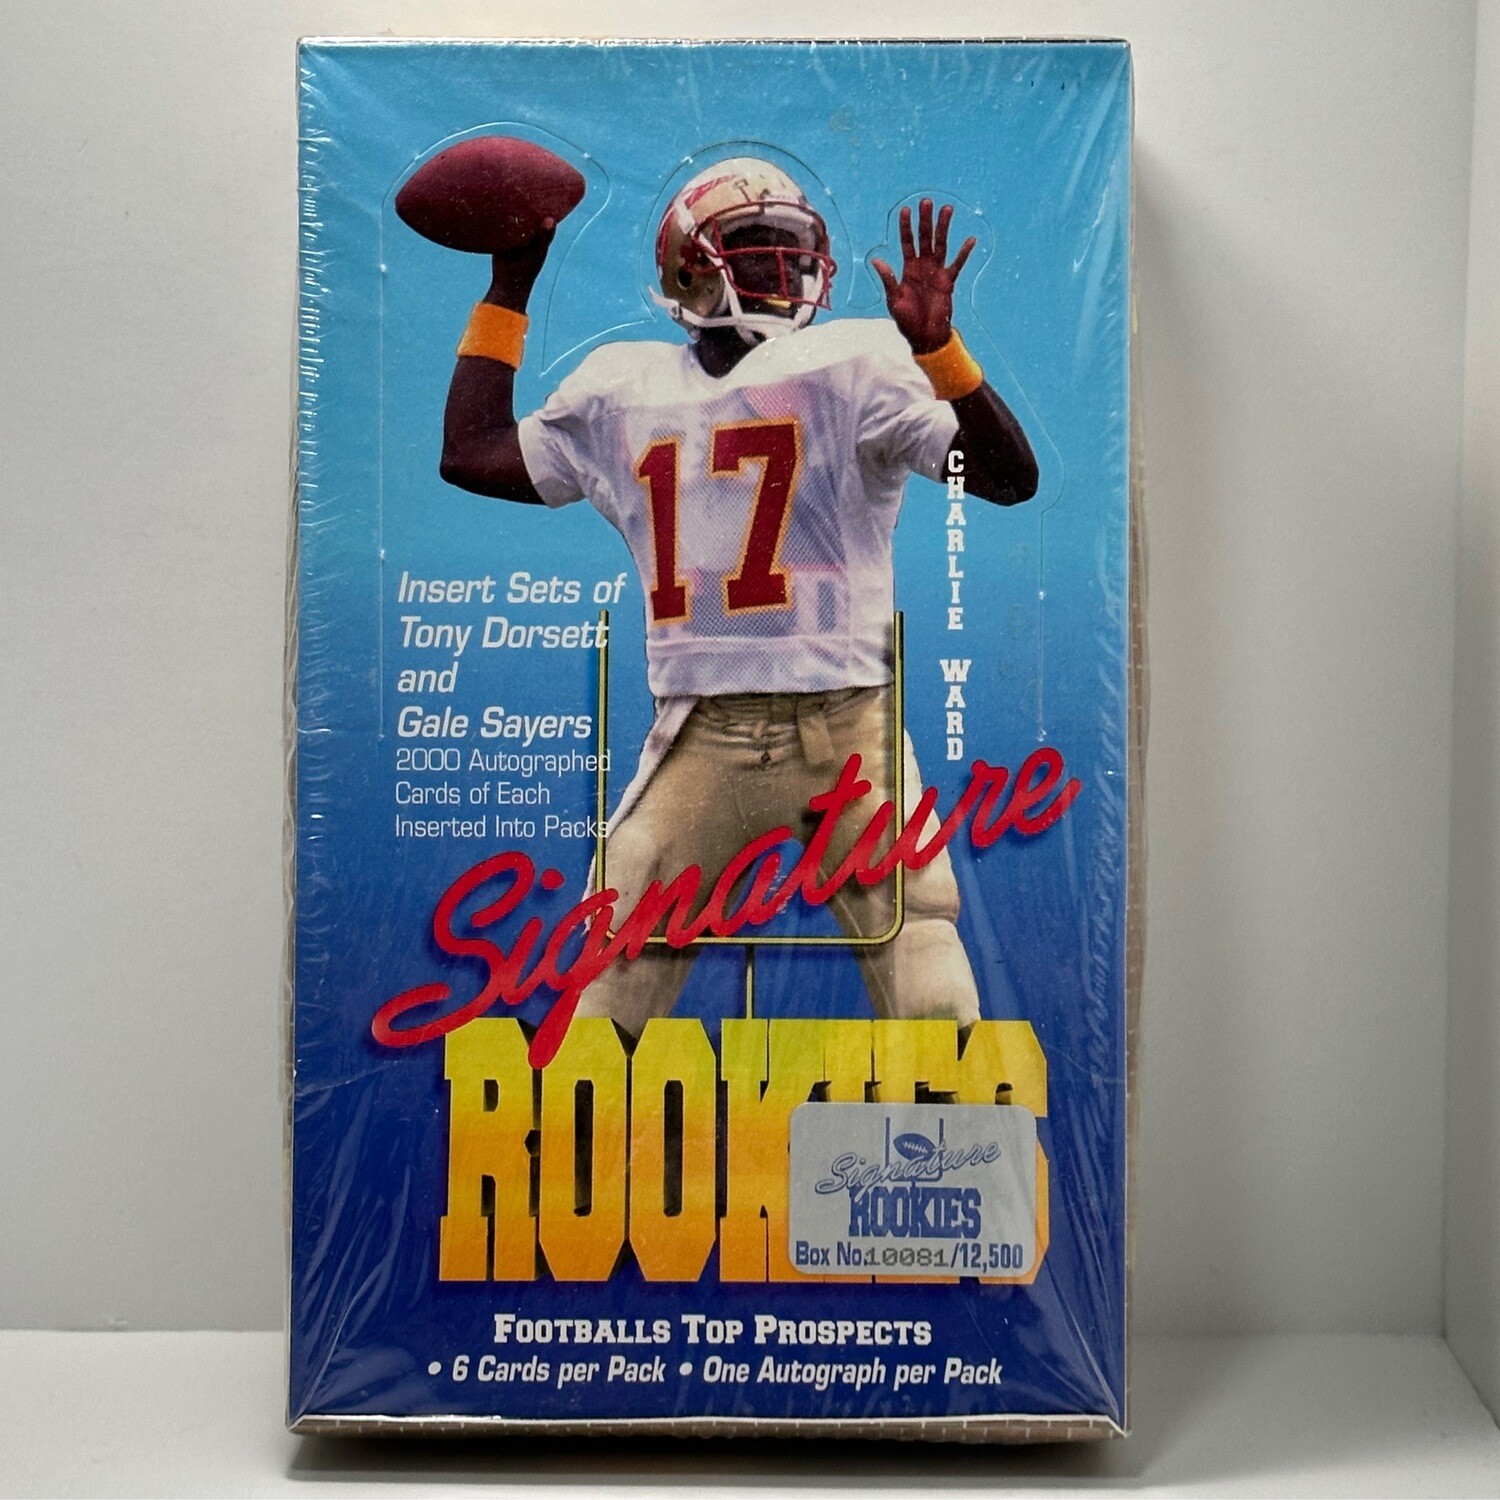 CHARLIE WARD
Insert Sets of
Tony Dorsett
and
Gale Sayers
2000 Autographed
Cards of Each
Inserted Into Packs
Signature
ROOKIES
Signature
ROOKIES
Box No. 10081/12,500
FOOTBALLS TOP PROSPECTS
• 6 Cards per Pack • One Autograph per Pack
17